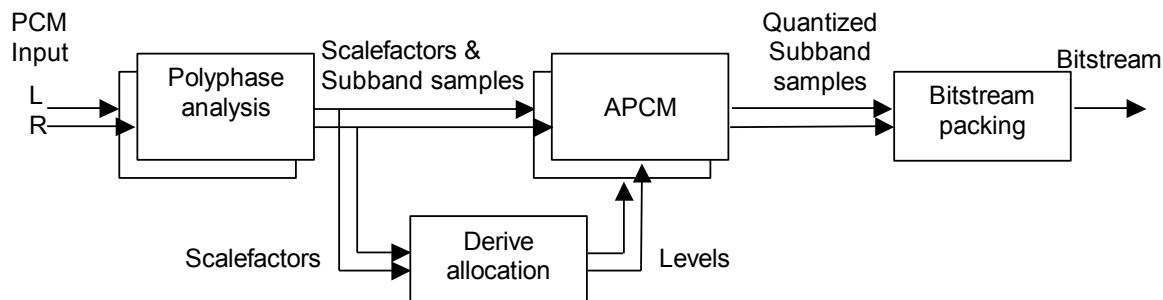 PCM
Input
L
R
Polyphase
analysis
Scalefactors &
Subband samples
APCM
Quantized
Subband
samples
Bitstream
packing
Bitstream
Scalefactors
Derive
allocation
Levels